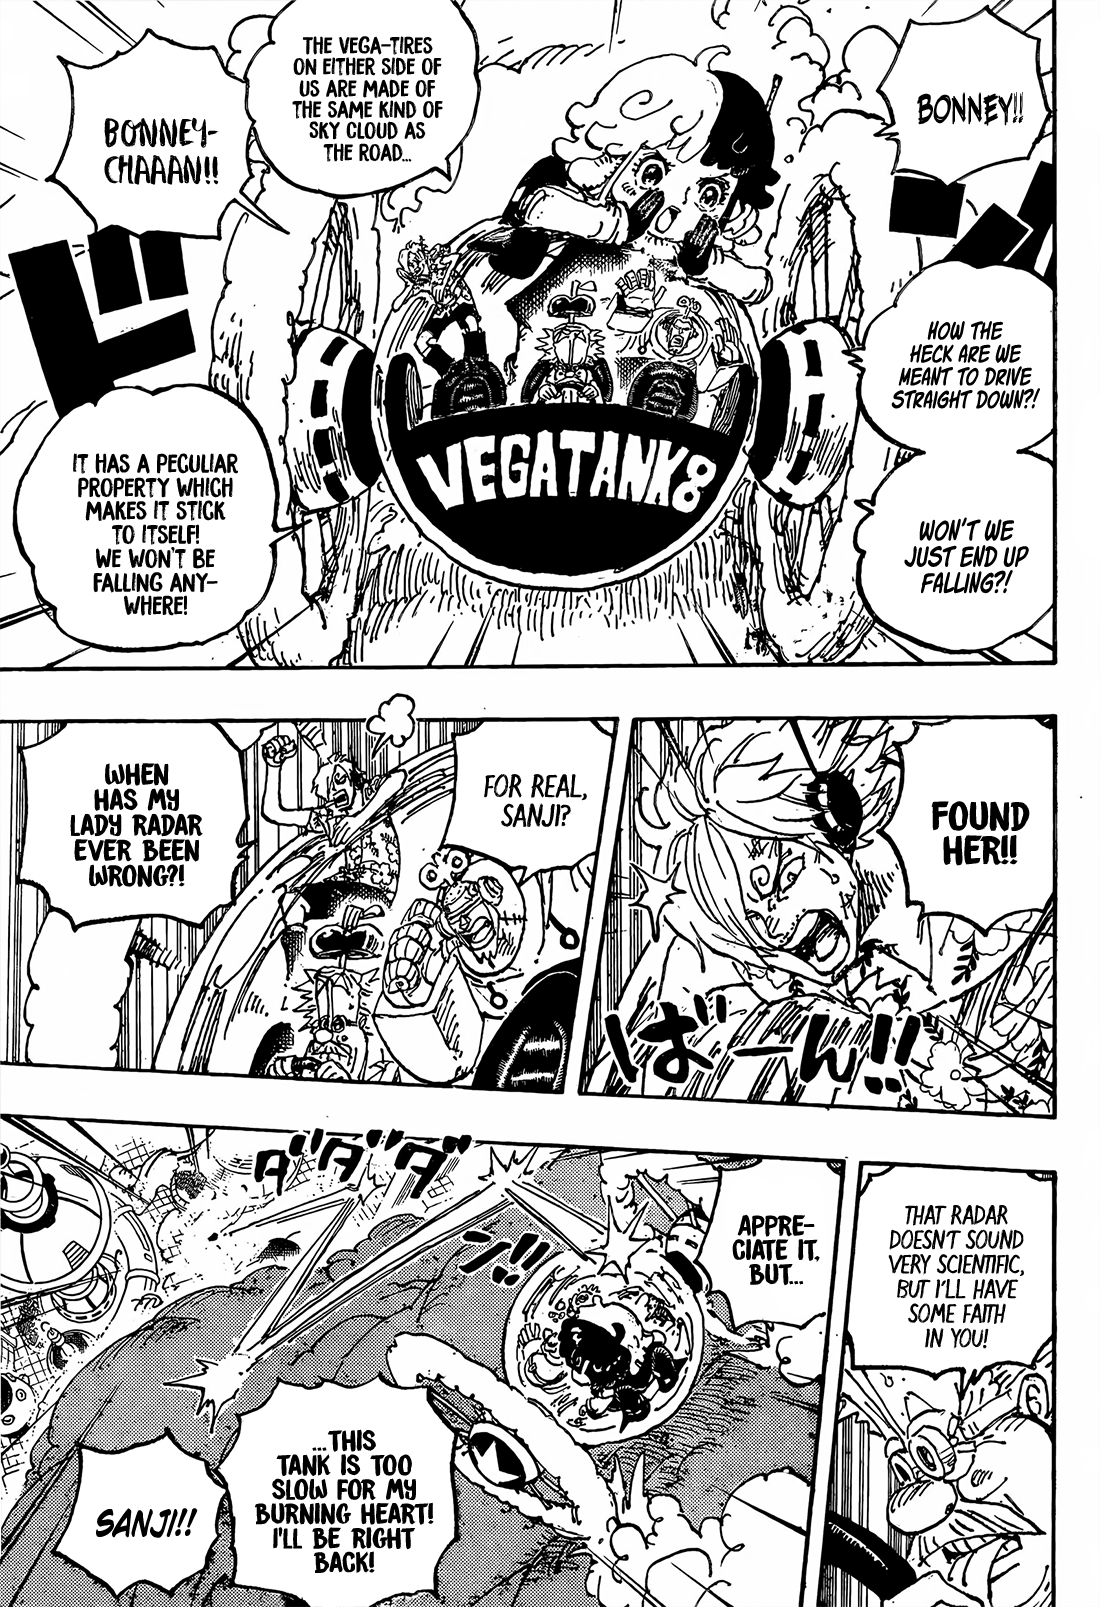 BONNEY!!
HOW THE
HECK ARE WE
MEANT TO DRIVE
STRAIGHT DOWN?!
WON'T WE
JUST END UP
FALLING?!
THE VEGA-TIRES
ON EITHER SIDE OF
US ARE MADE OF
THE SAME KIND OF
SKY CLOUD AS
THE ROAD...
BONNEY-
CHAAAN!!
ド
VEGATANK8
IT HAS A PECULIAR
PROPERTY WHICH
MAKES IT STICK
TO ITSELF!
WE WON'T BE
FALLING ANY-
WHERE!
FOUND
HER!!
ばーん!!
FOR REAL,
SANJI?
WHEN
HAS MY
LADY RADAR
EVER BEEN
WRONG?!
THAT RADAR
DOESN'T SOUND
VERY SCIENTIFIC,
BUT I'LL HAVE
SOME FAITH
IN YOU!
APPRE-
CIATE IT,
BUT...
ダダダ
ン!!
...THIS
TANK IS TOO
SLOW FOR MY
BURNING HEART!
I'LL BE RIGHT
BACK!
SANJI!!